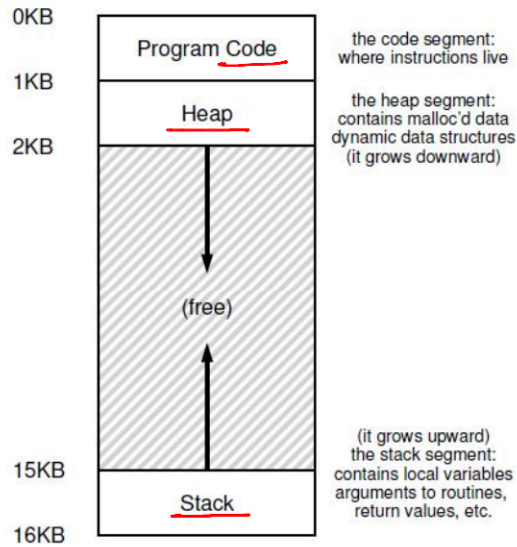 0KB
Program Code
the code segment:
where instructions live
1KB
Heap
the heap segment:
contains malloc'd data
dynamic data structures
(it grows downward)
2KB
(free)
(it grows upward)
the stack segment:
contains local variables
arguments to routines,
return values, etc.
15KB
Stack
16KB